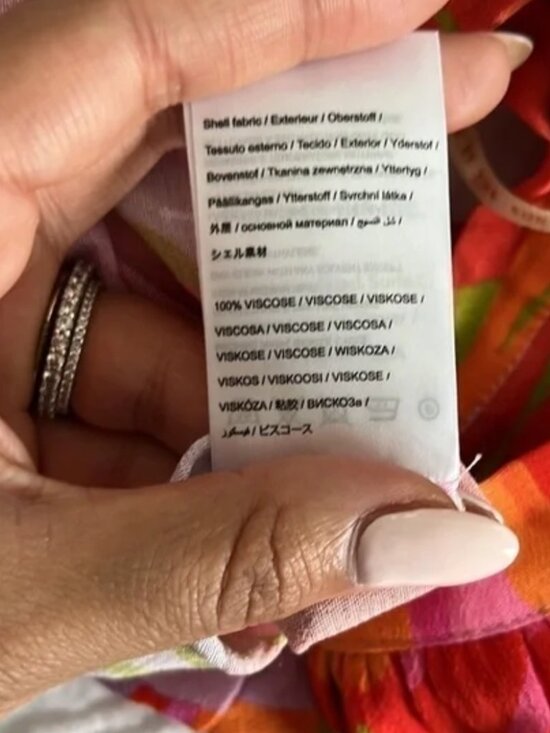 Shell fabric / Exterieur / Oberstoff /
Tessuto esterno / Tecido / Exterior / Yderstof /
Bovenstof / Tkanina zewnętrzna / Yttertyg /
Päällikangas / Ytterstoff / Svrchní látka /
外層 / основной материал /
シェル素材
100% VISCOSE / VISCOSE / VISKOSE /
VISCOSA / VISCOSE / VISCOSA /
VISKOSE / VISCOSE / WISKOZA /
VISKOS / VISKOOSI / VISKOSE /
VISKÓZA / 粘胶 / ВИСКОЗа /
فيسكوز / ビスコース